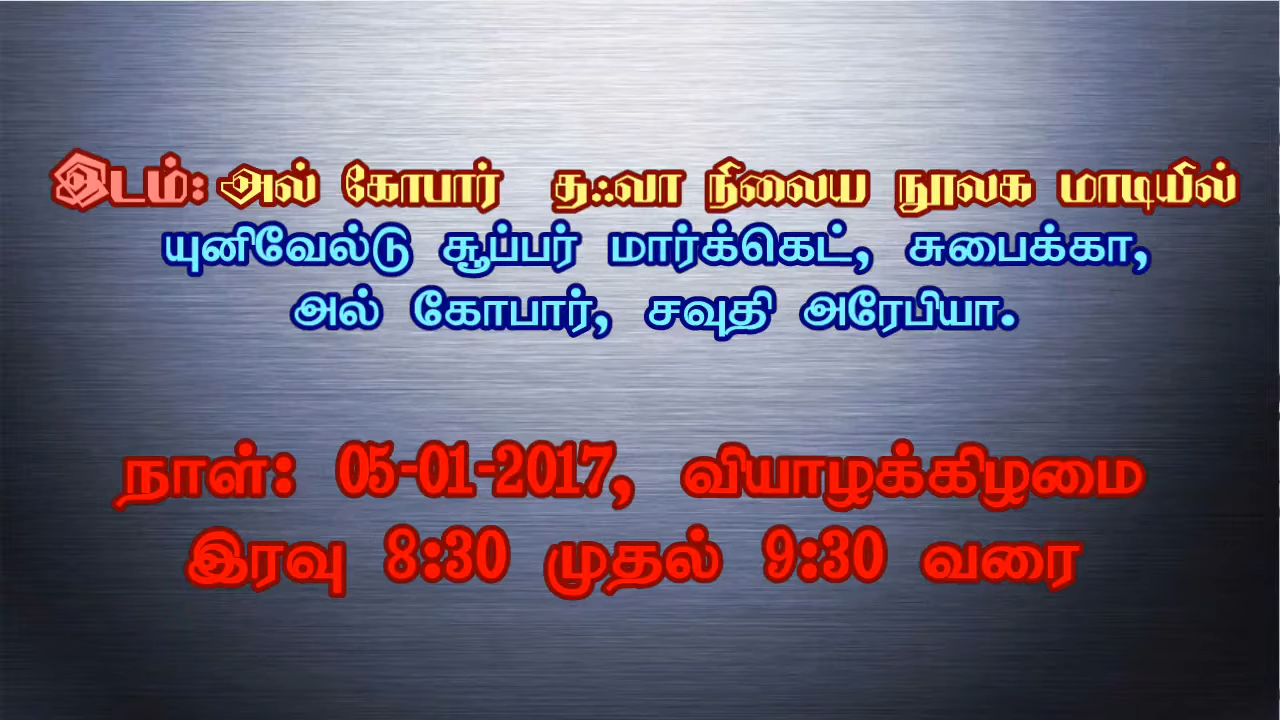 இடம்: அல் கோபார் தஃவா நிலைய நூலக மாடியில்
யுனிவேல்டு சூப்பர் மார்க்கெட், சுபைக்கா,
அல் கோபார், சவுதி அரேபியா.
நாள்: 05-01-2017, வியாழக்கிழமை
இரவு 8:30 முதல் 9:30 வரை